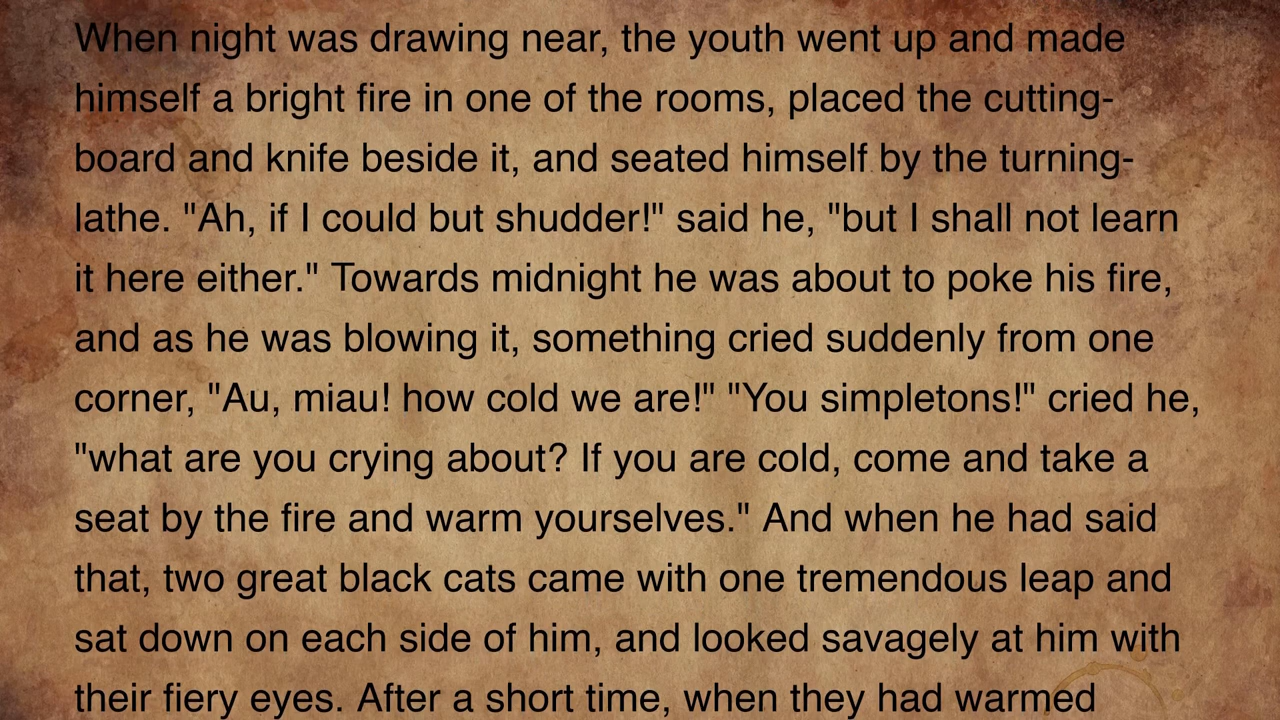 When night was drawing near, the youth went up and made
himself a bright fire in one of the rooms, placed the cutting-
board and knife beside it, and seated himself by the turning-
lathe. "Ah, if I could but shudder!" said he, "but I shall not learn
it here either." Towards midnight he was about to poke his fire,
and as he was blowing it, something cried suddenly from one
corner, "Au, miau! how cold we are!" "You simpletons!" cried he,
"what are you crying about? If you are cold, come and take a
seat by the fire and warm yourselves." And when he had said
that, two great black cats came with one tremendous leap and
sat down on each side of him, and looked savagely at him with
their fiery eyes. After a short time, when they had warmed